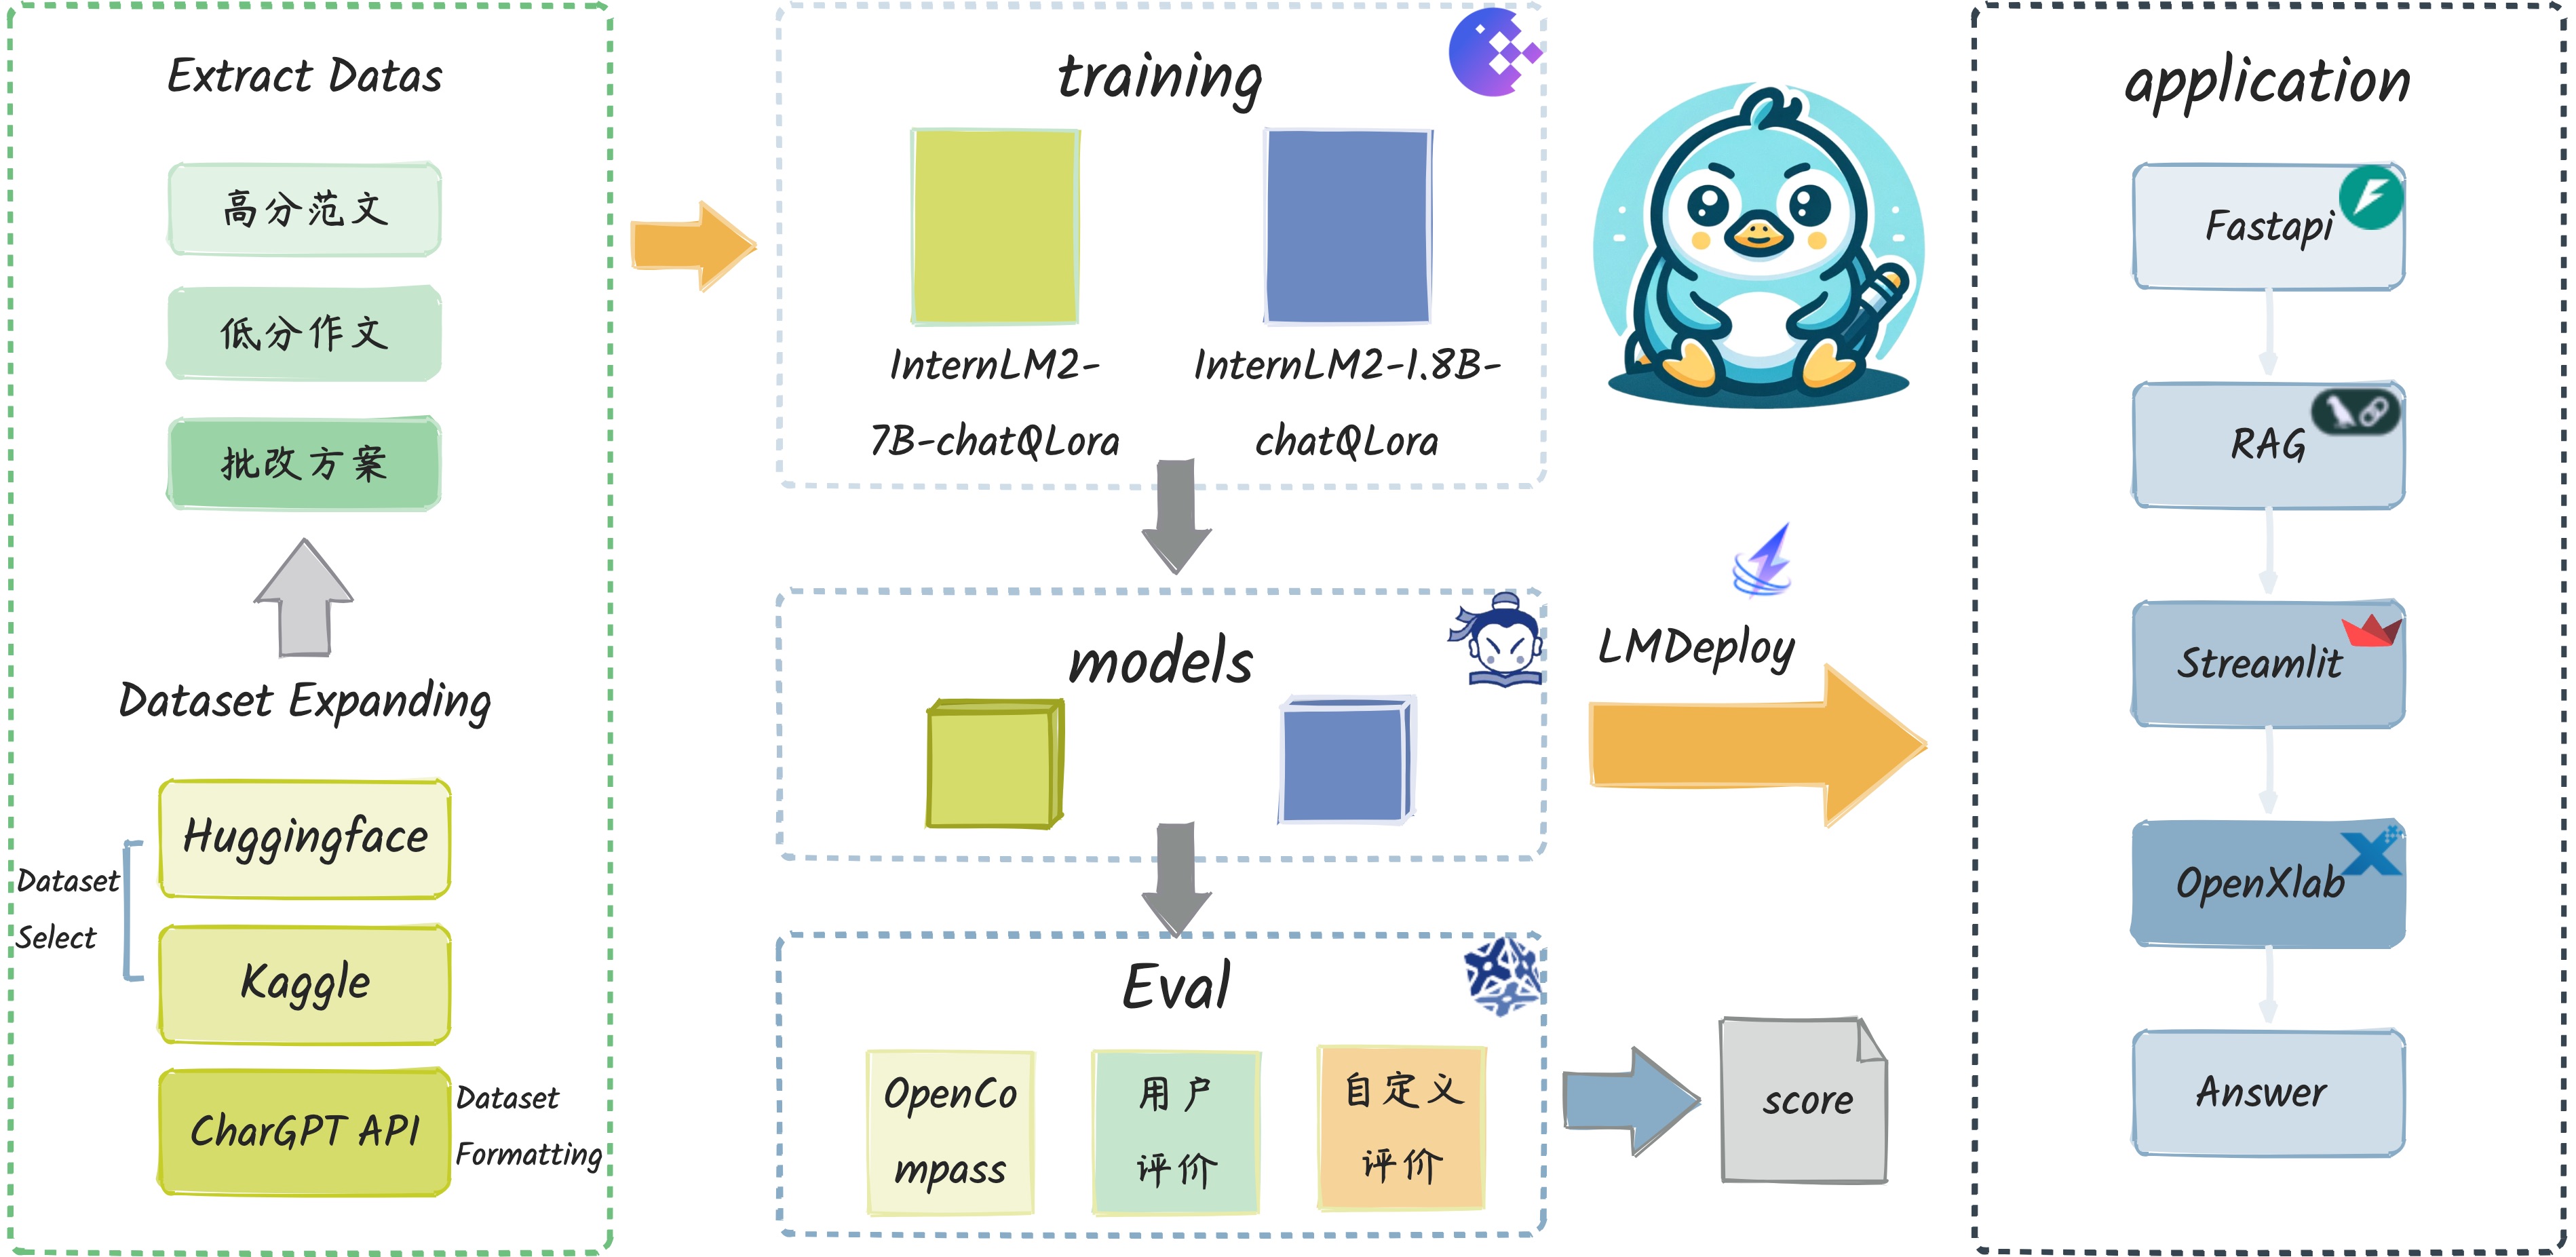 Extract Datas
高分范文
低分作文
批改方案
Dataset Expanding
Huggingface
Dataset
Select
Kaggle
CharGPT API
Dataset
Formatting
training
InternLM2-
7B-chatQLora
InternLM2-1.8B-
chatQLora
models
Eval
OpenCo
mpass
用户
评价
自定义
评价
LMDeploy
score
application
Fastapi
RAG
Streamlit
OpenXlab
Answer